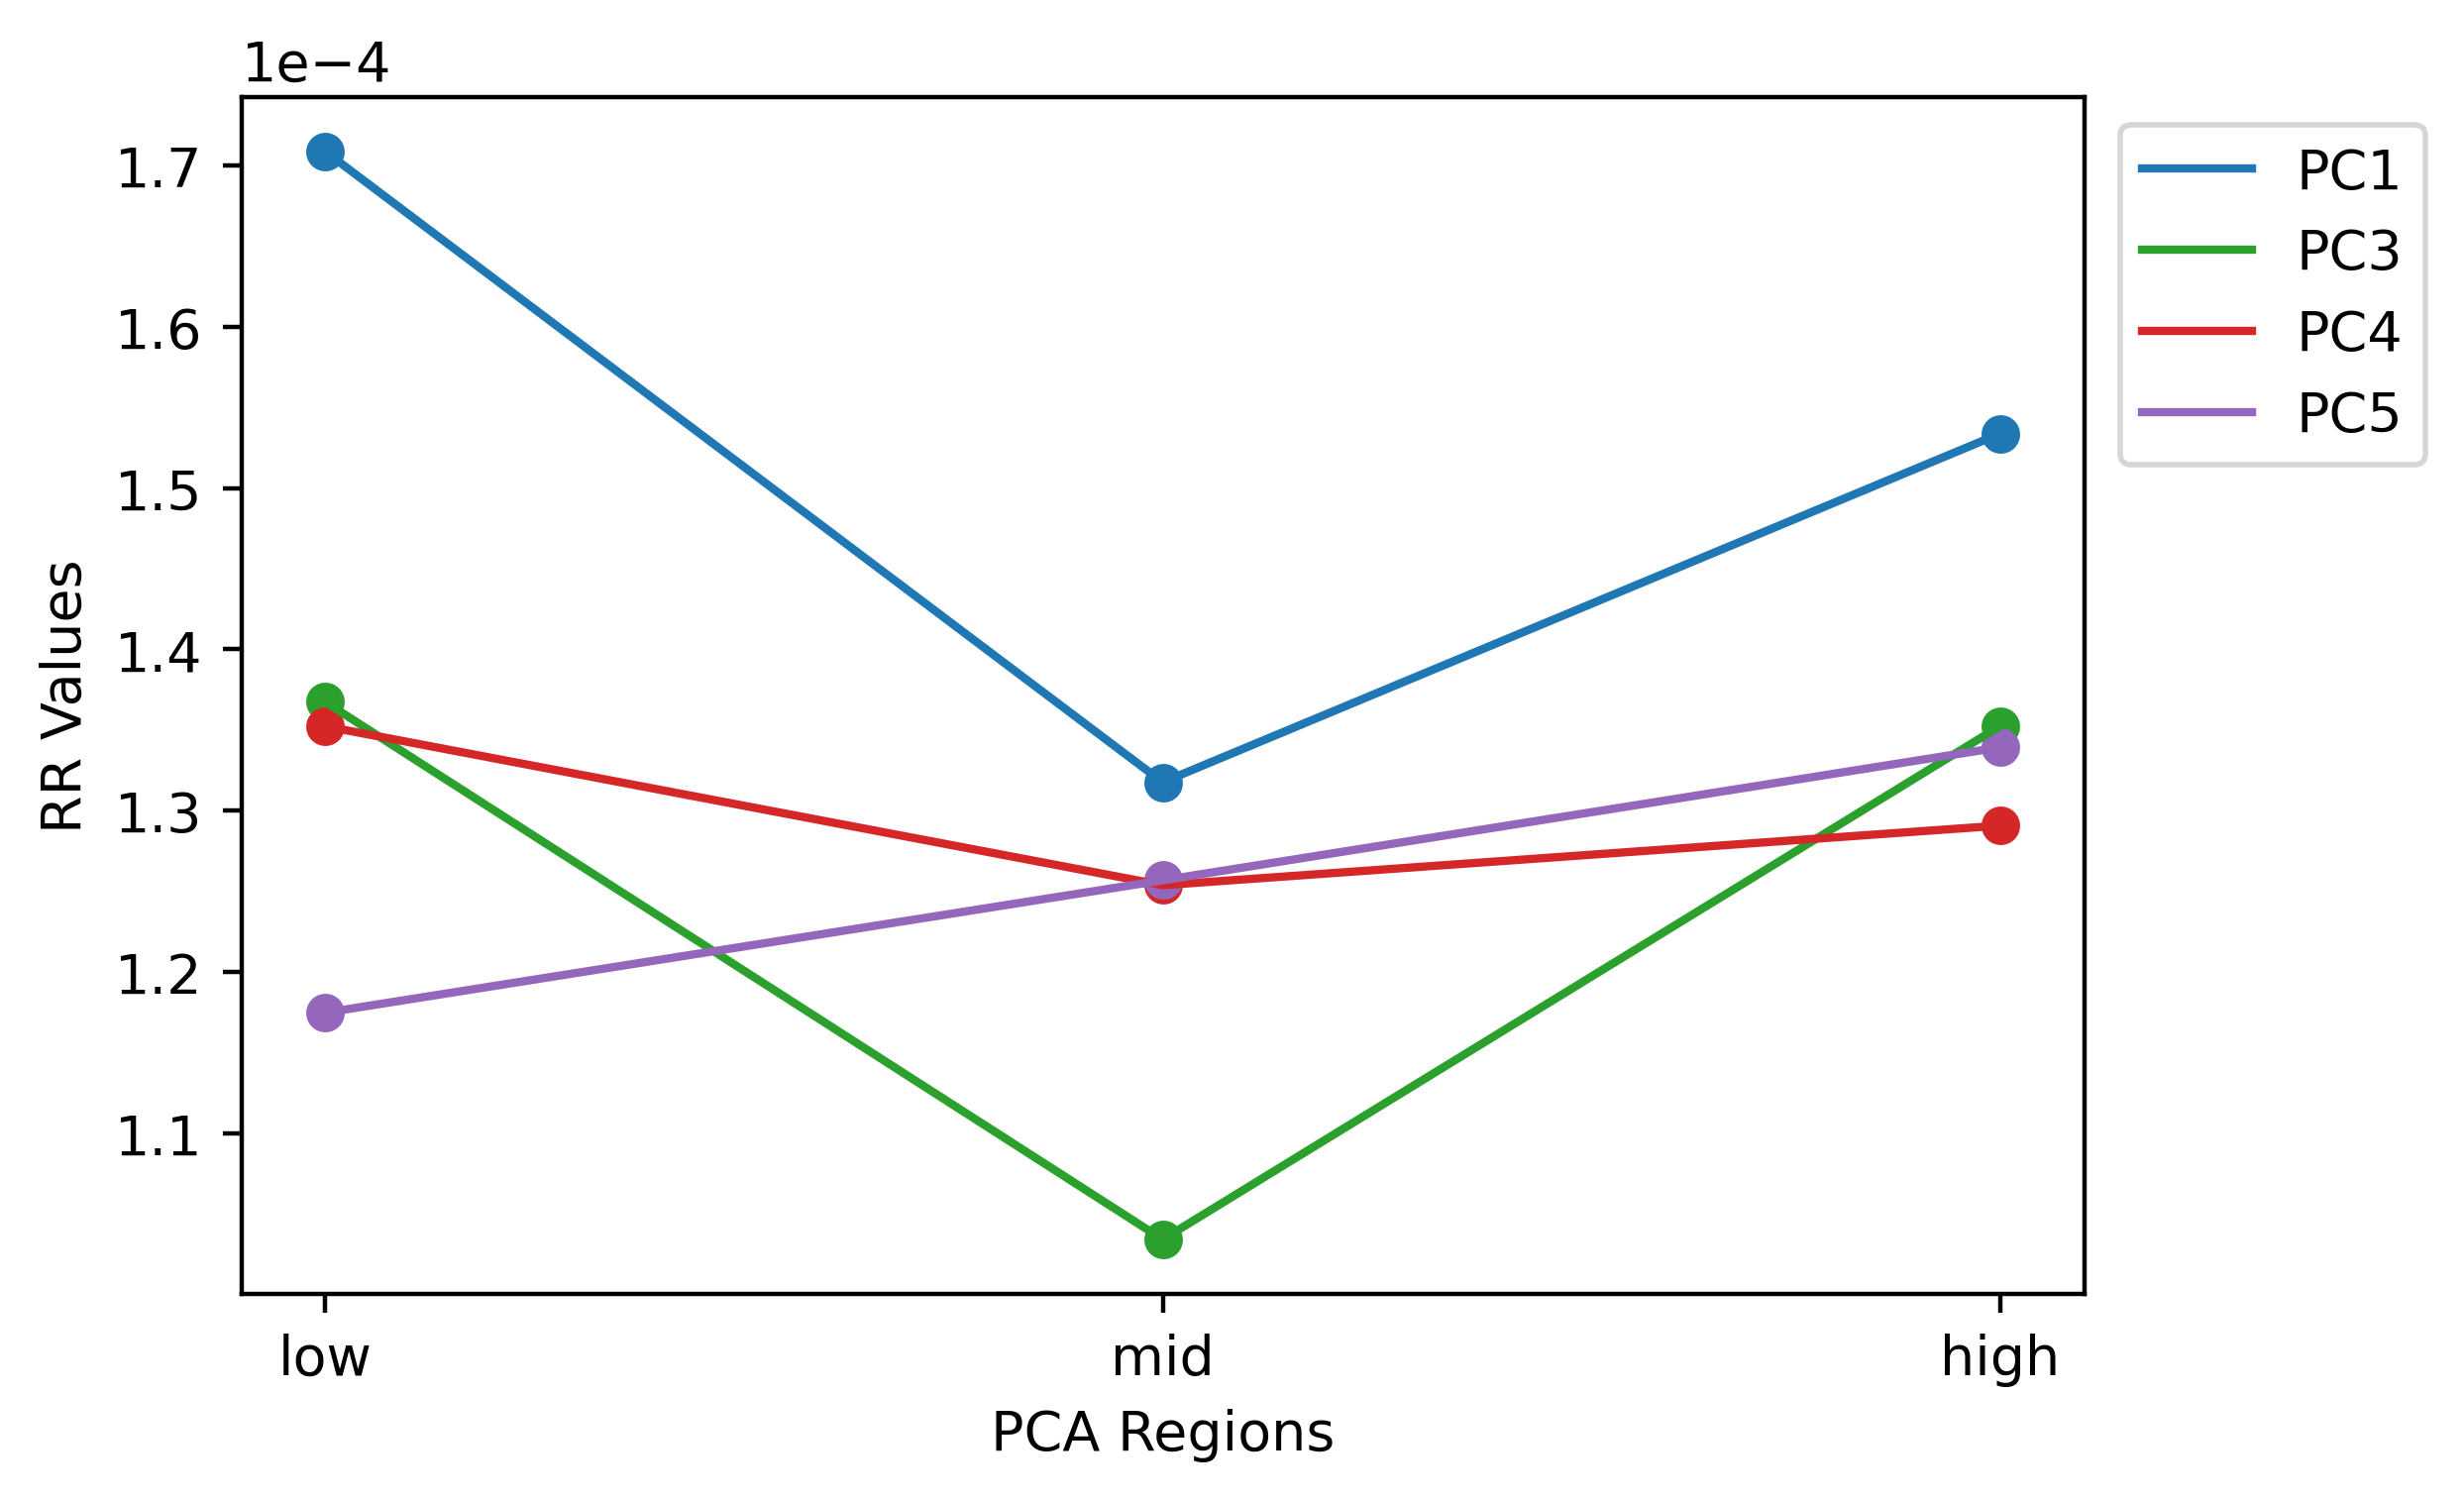 1e−4
1.7
1.6
1.5
1.4
1.3
1.2
1.1
RR Values
low
mid
high
PCA Regions
PC1
PC3
PC4
PC5